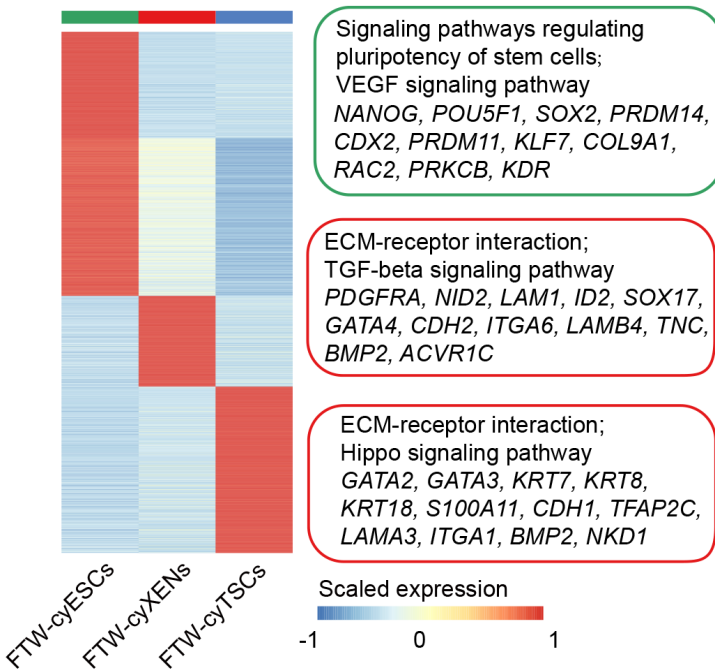 Signaling pathways regulating
pluripotency of stem cells;
VEGF signaling pathway
NANOG, POU5F1, SOX2, PRDM14,
CDX2, PRDM11, KLF7, COL9A1,
RAC2, PRKCB, KDR
ECM-receptor interaction;
TGF-beta signaling pathway
PDGFRA, NID2, LAM1, ID2, SOX17,
GATA4, CDH2, ITGA6, LAMB4, TNC,
BMP2, ACVR1C
ECM-receptor interaction;
Hippo signaling pathway
GATA2, GATA3, KRT7, KRT8,
KRT18, S100A11, CDH1, TFAP2C,
LAMA3, ITGA1, BMP2, NKD1
FTW-cyESCs
FTW-cyXENs
FTW-cyTSCs
Scaled expression
-1 0 1